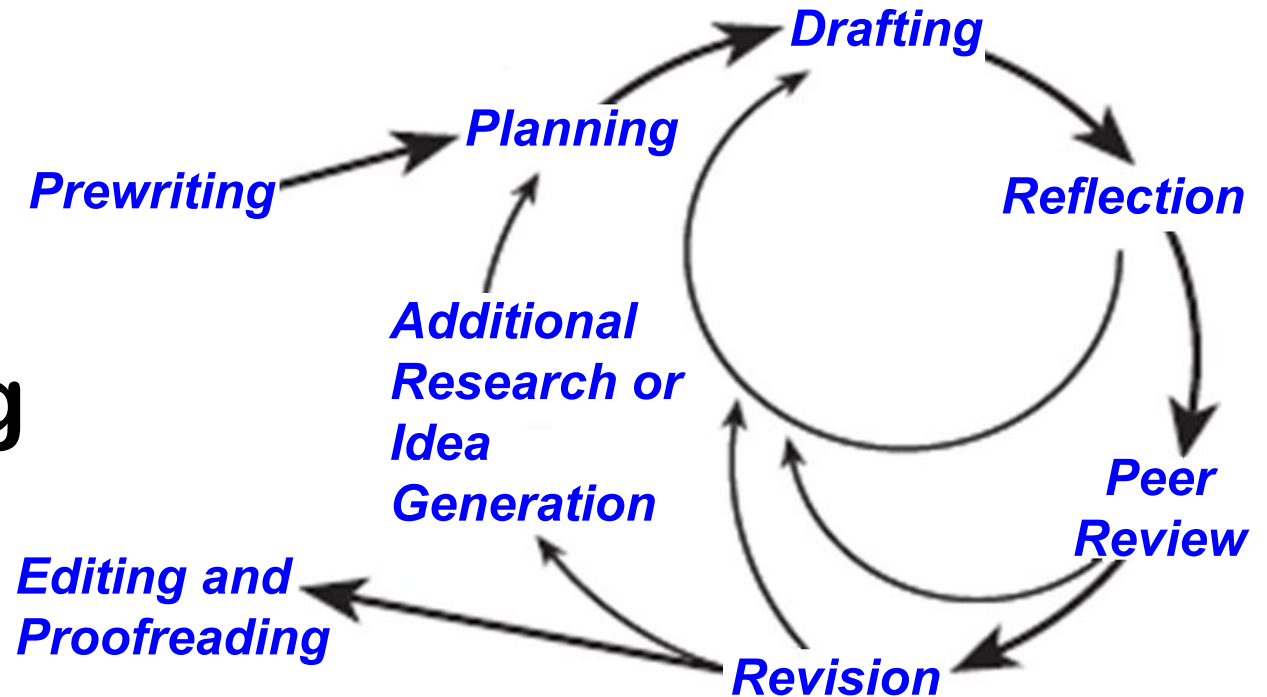 Drafting
Planning
Prewriting
Reflection
Additional
Research or
Idea
Generation
g
Peer
Review
Editing and
Proofreading
Revision